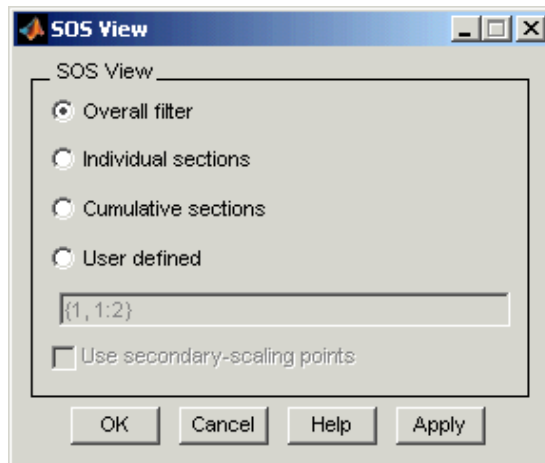 SOS View
SOS View
Overall filter
Individual sections
Cumulative sections
User defined
{1, 1:2}
Use secondary-scaling points
OK Cancel Help Apply